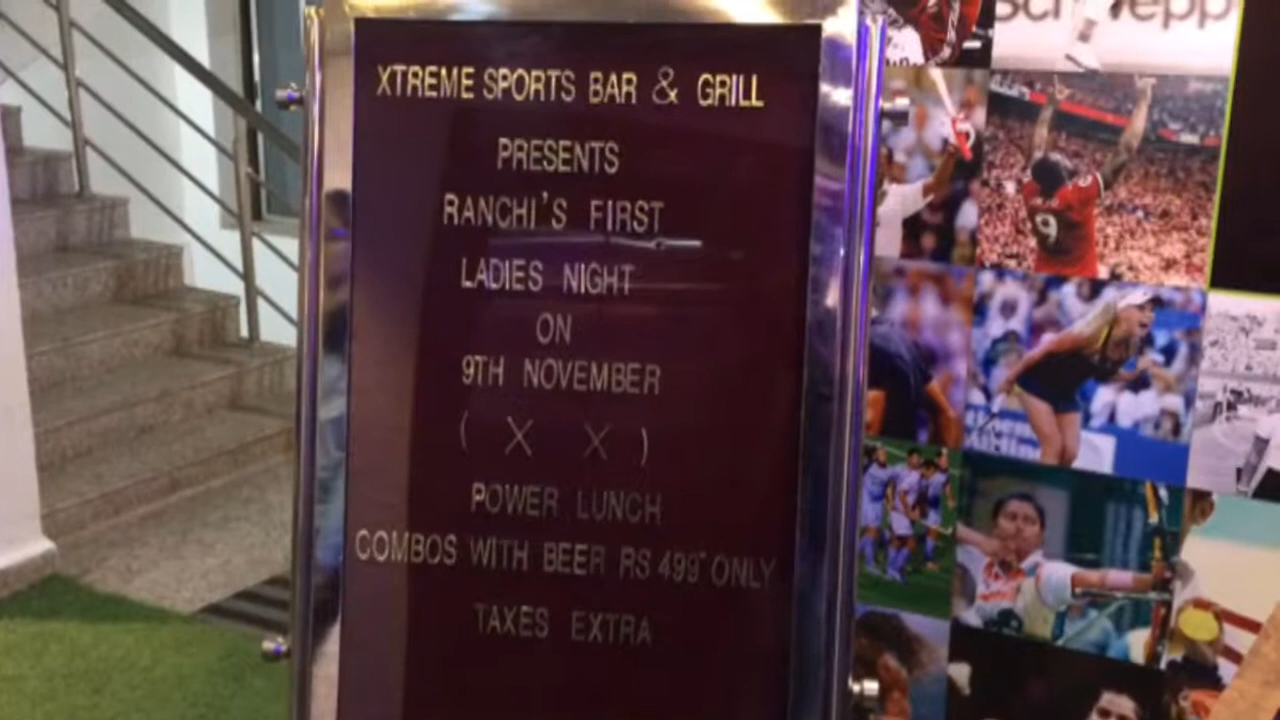 XTREME SPORTS BAR & GRILL
PRESENTS
RANCHI'S FIRST
LADIES NIGHT
ON
9TH NOVEMBER
( X X )
POWER LUNCH
COMBOS WITH BEER RS 499* ONLY
TAXES EXTRA
9